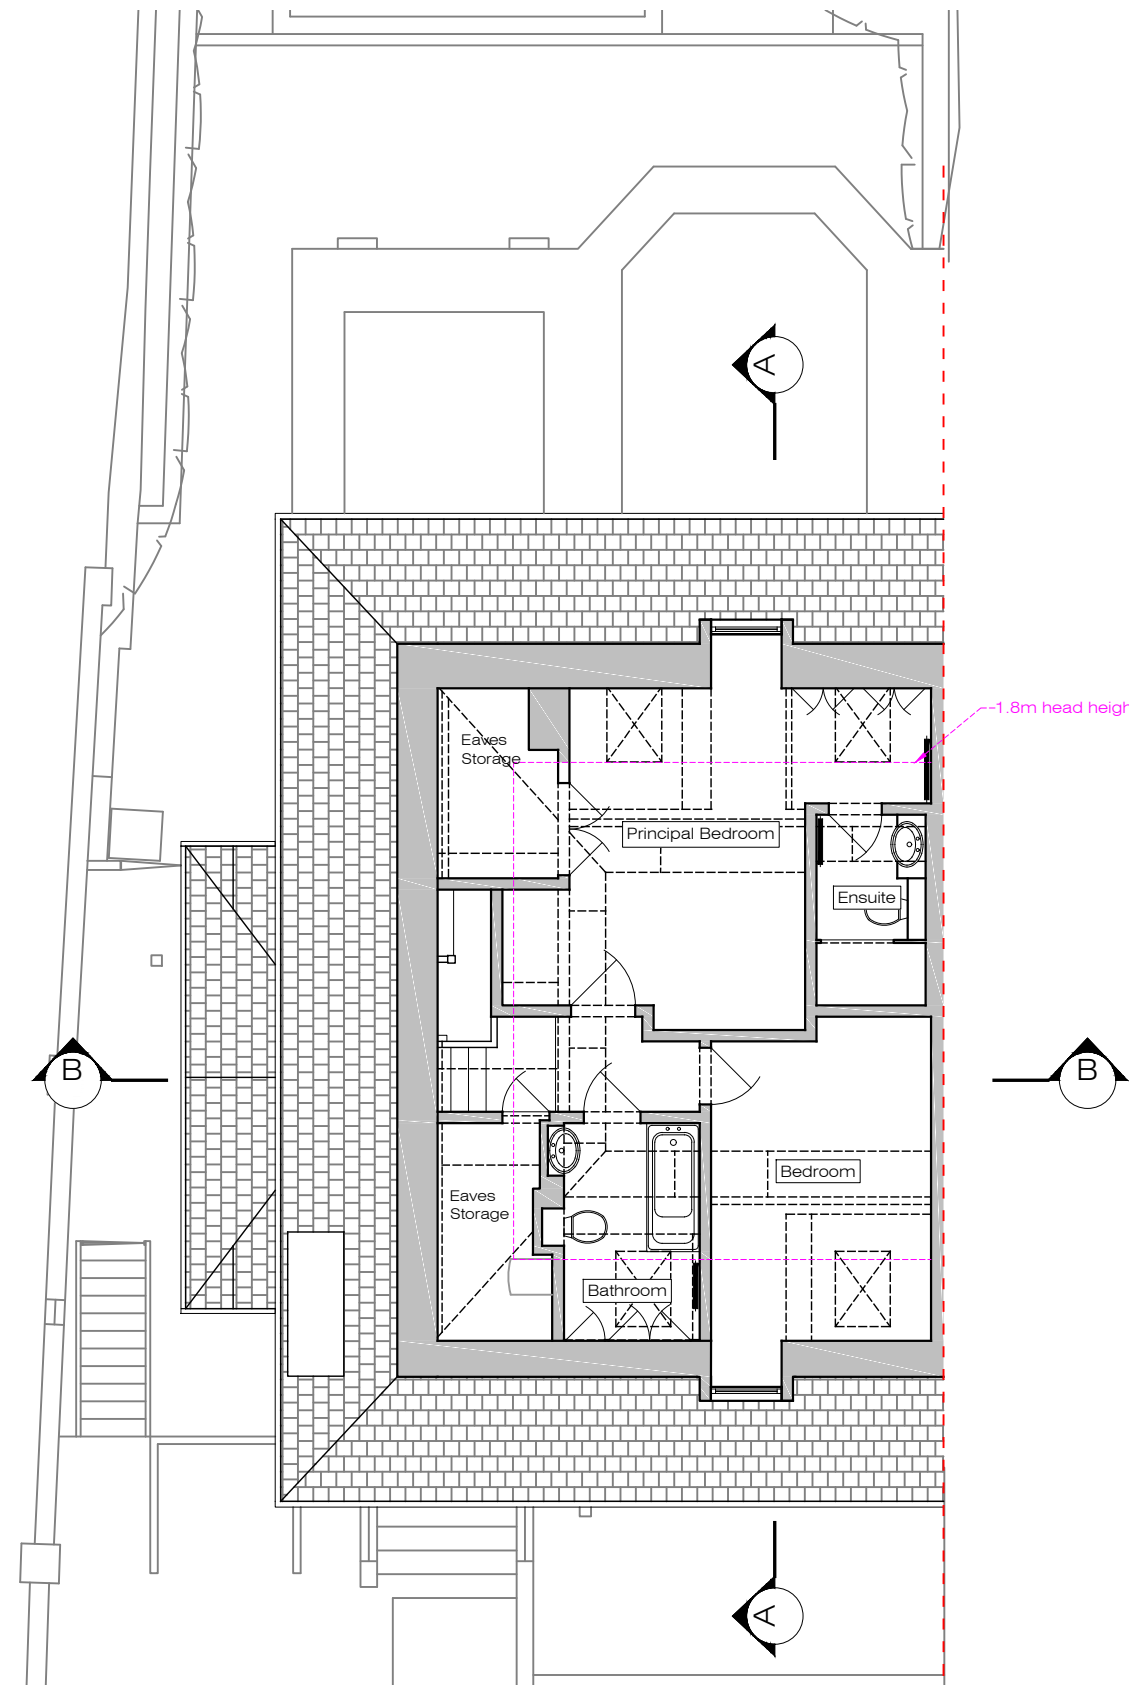 A
1.8m head heigh
Eaves
Storage
Principal Bedroom
Ensuite
B
B
Bedroom
Eaves
Storage
Bathroom
A